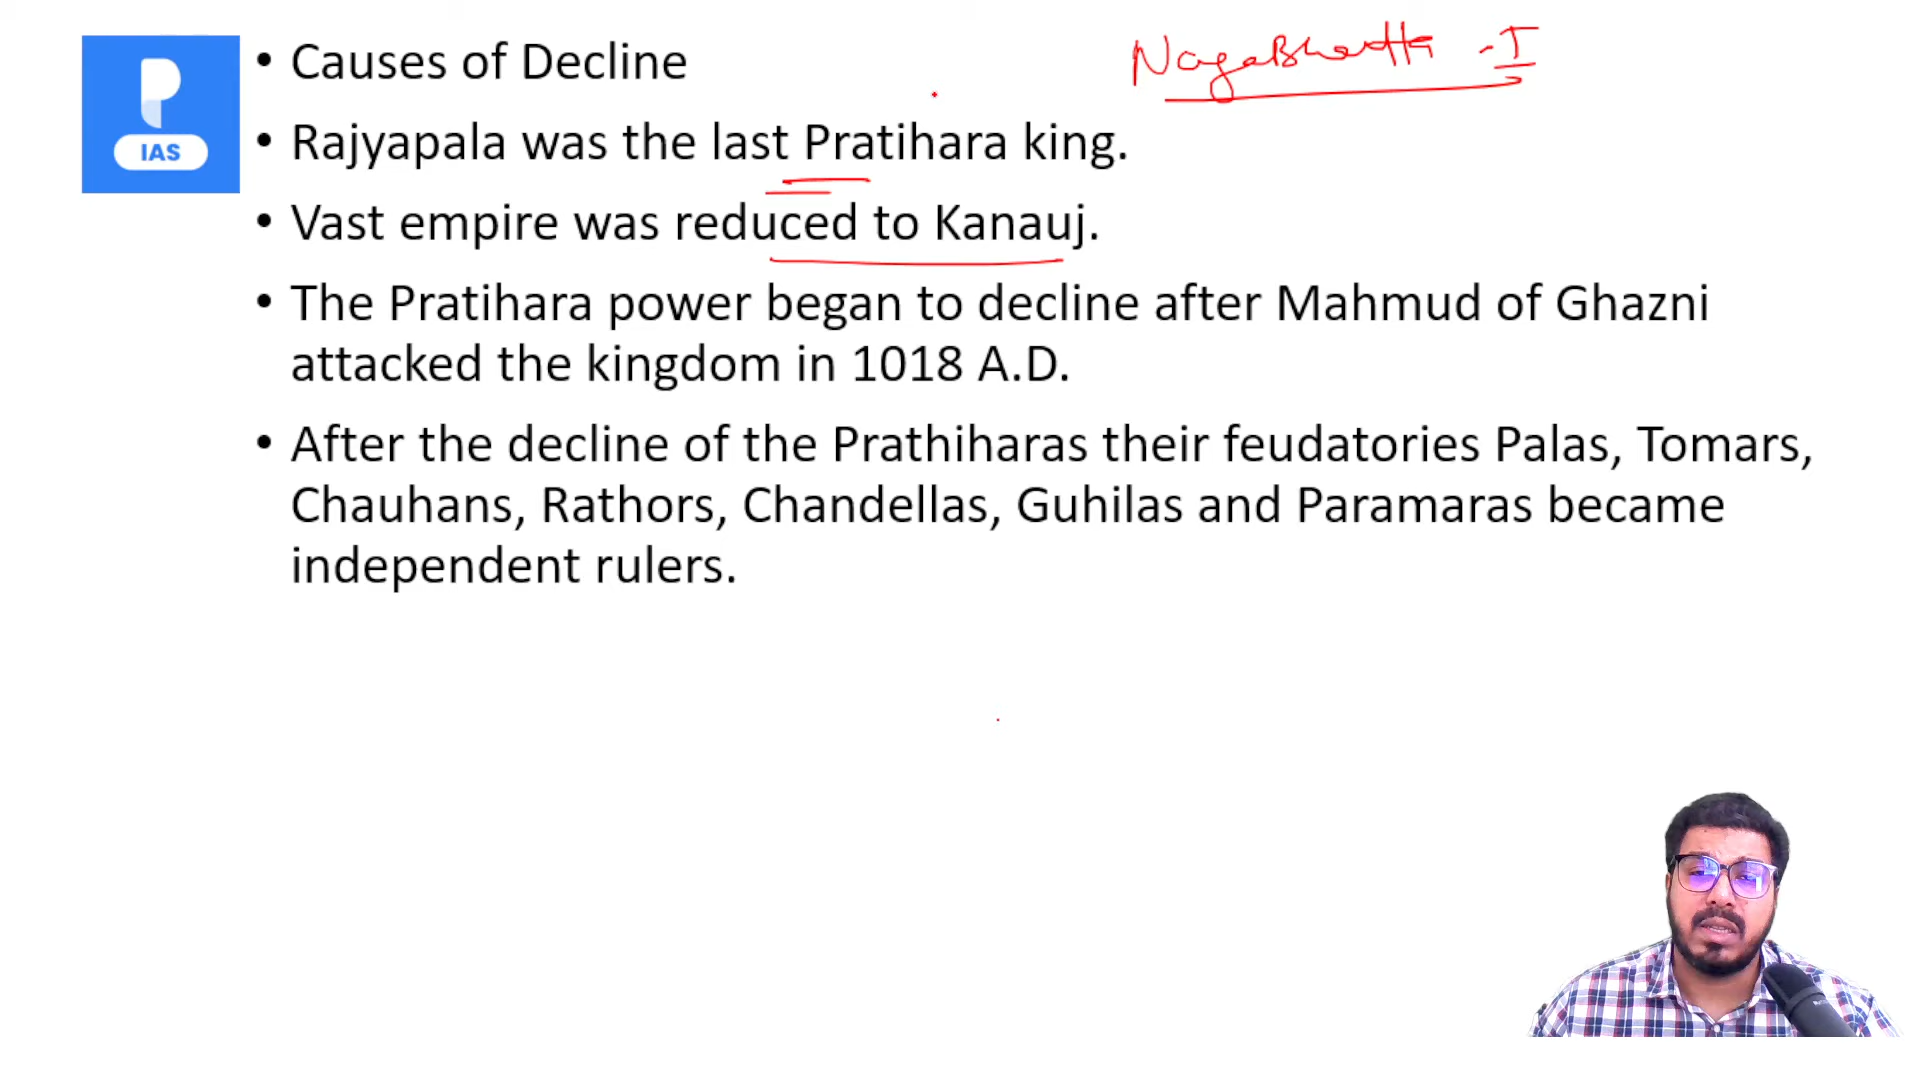 IAS
• Causes of Decline
NagaBhatta - I
• Rajyapala was the last Pratihara king.
• Vast empire was reduced to Kanauj.
• The Pratihara power began to decline after Mahmud of Ghazni
attacked the kingdom in 1018 A.D.
• After the decline of the Prathiharas their feudatories Palas, Tomars,
Chauhans, Rathors, Chandellas, Guhilas and Paramaras became
independent rulers.